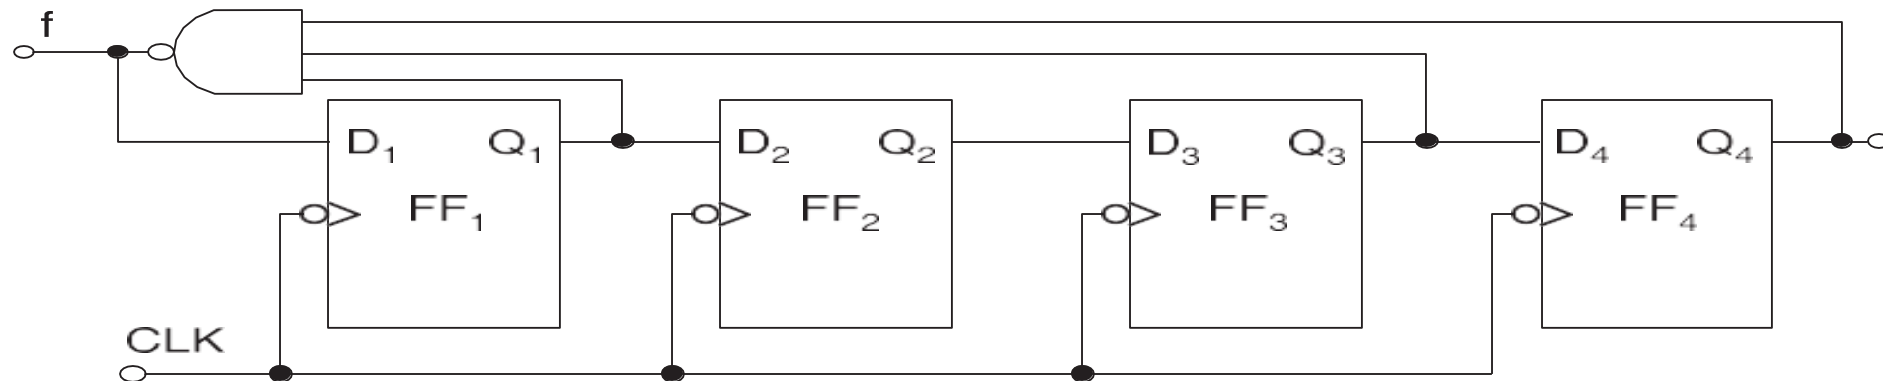 f
D₁ Q₁ D₂ Q₂ D₃ Q₃ D₄ Q₄
FF₁ FF₂ FF₃ FF₄
CLK